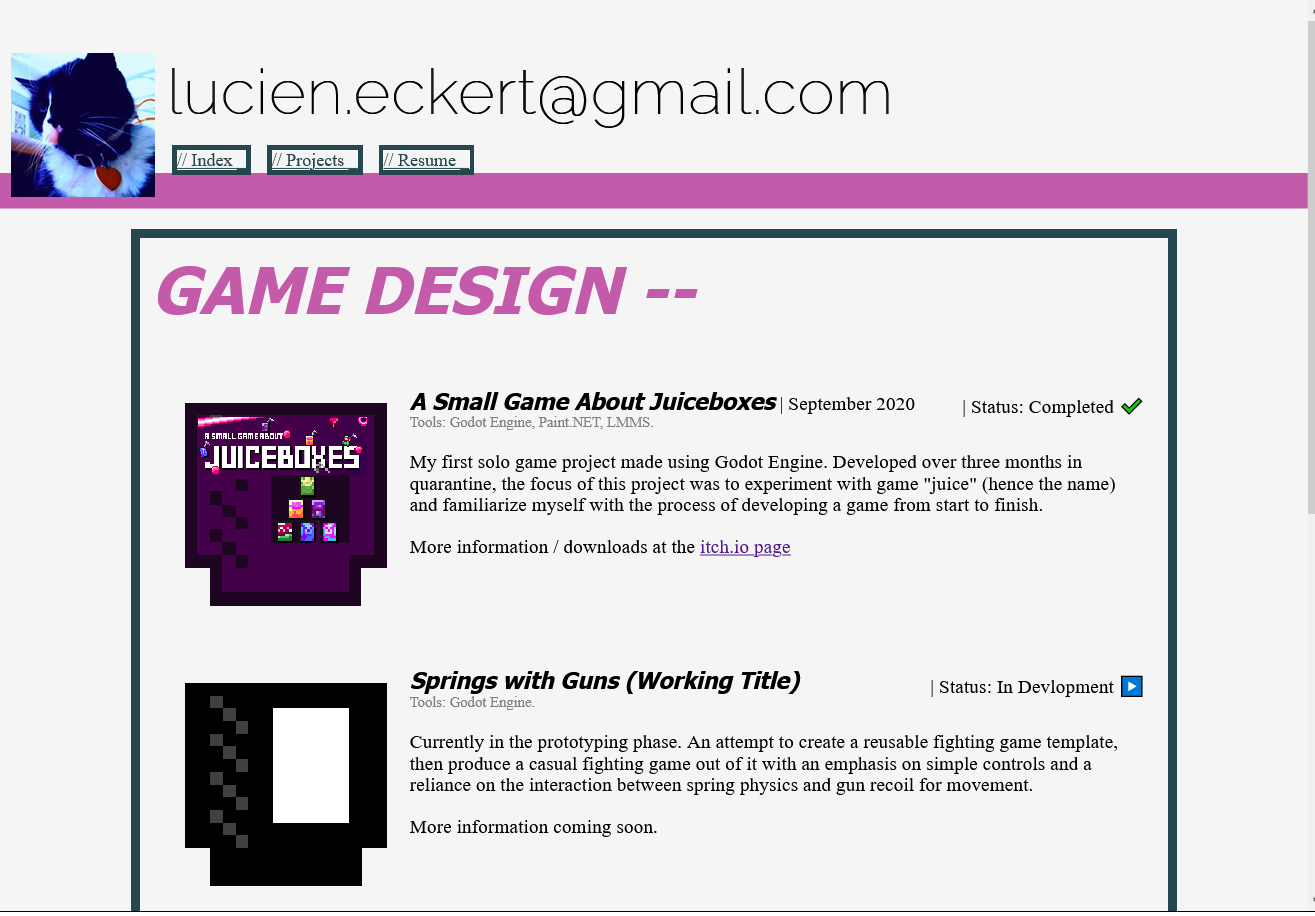 lucien.eckert@gmail.com
// Index _ // Projects _ // Resume _
GAME DESIGN --
A Small Game About Juiceboxes | September 2020 | Status: Completed
Tools: Godot Engine, Paint.NET, LMMS.
A SMALL GAME ABOUT
JUICEBOXES
My first solo game project made using Godot Engine. Developed over three months in
quarantine, the focus of this project was to experiment with game "juice" (hence the name)
and familiarize myself with the process of developing a game from start to finish.
More information / downloads at the itch.io page
Springs with Guns (Working Title) | Status: In Devlopment
Tools: Godot Engine.
Currently in the prototyping phase. An attempt to create a reusable fighting game template,
then produce a casual fighting game out of it with an emphasis on simple controls and a
reliance on the interaction between spring physics and gun recoil for movement.
More information coming soon.